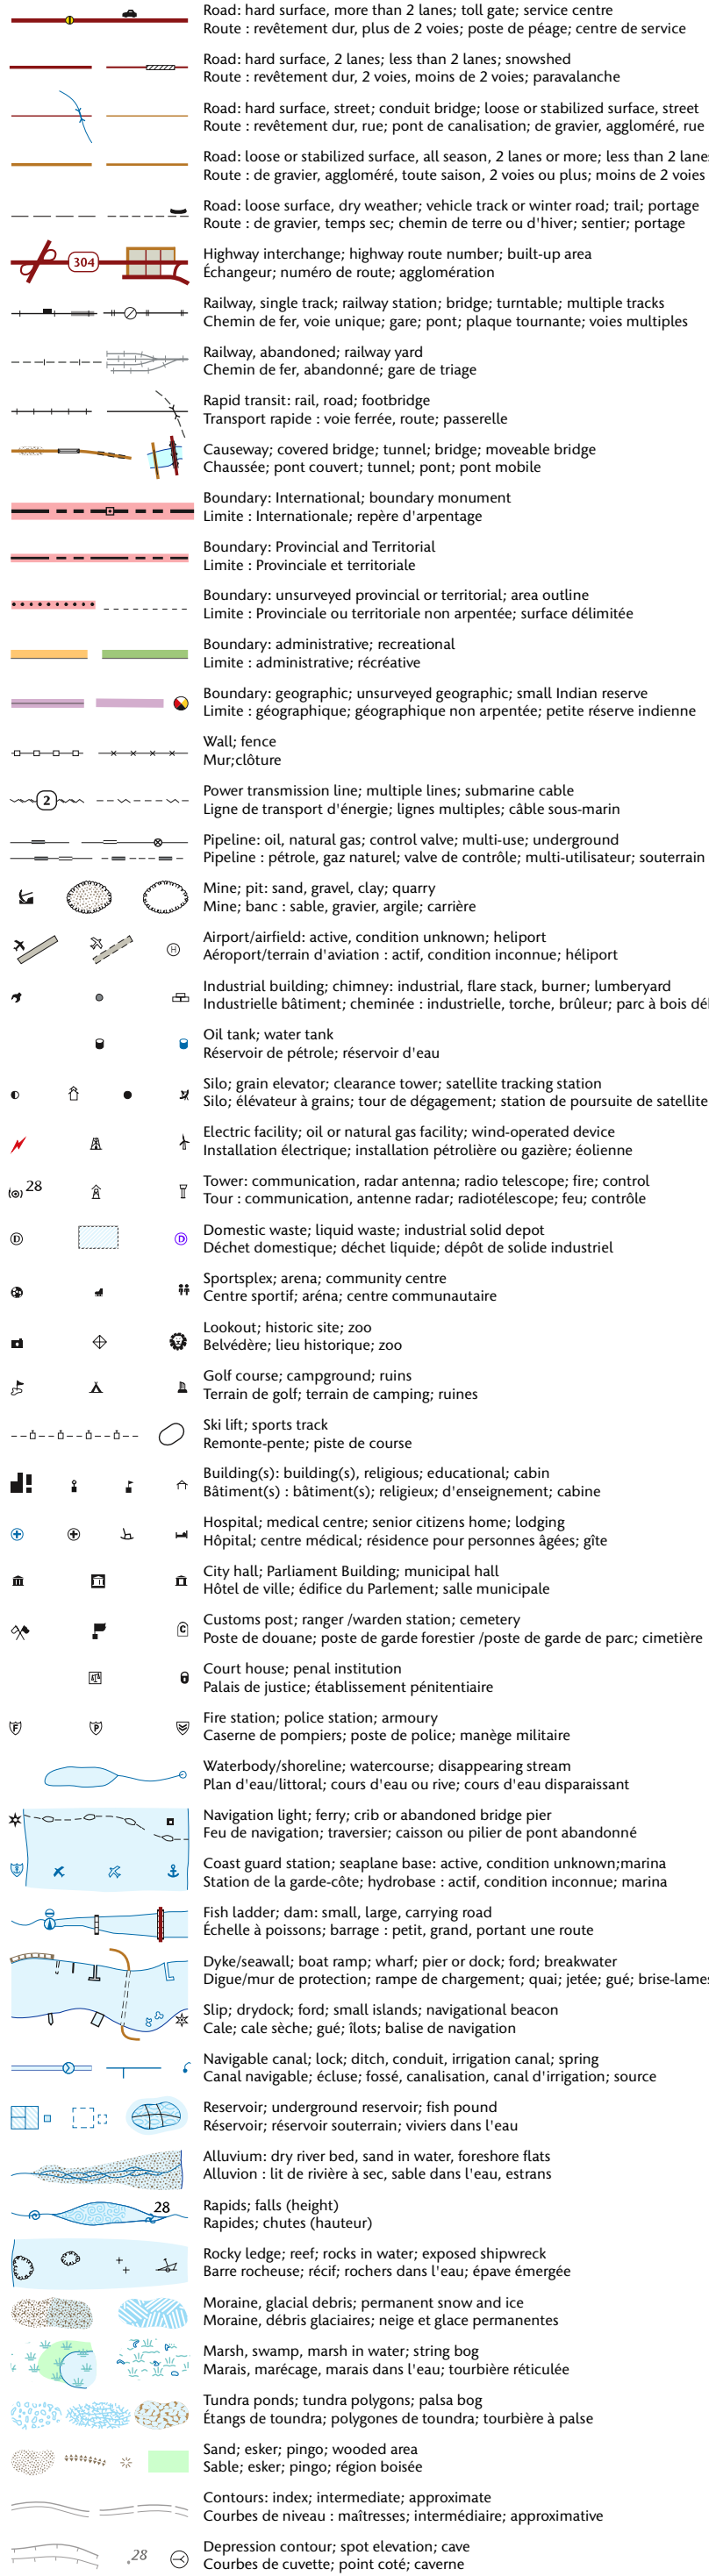 Road: hard surface, more than 2 lanes; toll gate; service centre
Route : revêtement dur, plus de 2 voies; poste de péage; centre de service
Road: hard surface, 2 lanes; less than 2 lanes; snowshed
Route : revêtement dur, 2 voies, moins de 2 voies; paravalanche
Road: hard surface, street; conduit bridge; loose or stabilized surface, street
Route : revêtement dur, rue; pont de canalisation; de gravier, aggloméré, rue
Road: loose or stabilized surface, all season, 2 lanes or more; less than 2 lane
Route : de gravier, aggloméré, toute saison, 2 voies ou plus; moins de 2 voies
Road: loose surface, dry weather; vehicle track or winter road; trail; portage
Route : de gravier, temps sec; chemin de terre ou d'hiver; sentier; portage
304
Highway interchange; highway route number; built-up area
Échangeur; numéro de route; agglomération
Railway, single track; railway station; bridge; turntable; multiple tracks
Chemin de fer, voie unique; gare; pont; plaque tournante; voies multiples
Railway, abandoned; railway yard
Chemin de fer, abandonné; gare de triage
Rapid transit: rail, road; footbridge
Transport rapide : voie ferrée, route; passerelle
Causeway; covered bridge; tunnel; bridge; moveable bridge
Chaussée; pont couvert; tunnel; pont; pont mobile
Boundary: International; boundary monument
Limite : Internationale; repère d'arpentage
Boundary: Provincial and Territorial
Limite : Provinciale et territoriale
Boundary: unsurveyed provincial or territorial; area outline
Limite : Provinciale ou territoriale non arpentée; surface délimitée
Boundary: administrative; recreational
Limite : administrative; récréative
Boundary: geographic; unsurveyed geographic; small Indian reserve
Limite : géographique; géographique non arpentée; petite réserve indienne
Wall; fence
Mur;clôture
2
Power transmission line; multiple lines; submarine cable
Ligne de transport d'énergie; lignes multiples; câble sous-marin
Pipeline: oil, natural gas; control valve; multi-use; underground
Pipeline : pétrole, gaz naturel; valve de contrôle; multi-utilisateur; souterrain
Mine; pit: sand, gravel, clay; quarry
Mine; banc : sable, gravier, argile; carrière
H
Airport/airfield: active, condition unknown; heliport
Aéroport/terrain d'aviation : actif, condition inconnue; héliport
Industrial building; chimney: industrial, flare stack, burner; lumberyard
Industrielle bâtiment; cheminée : industrielle, torche, brûleur; parc à bois dé
Oil tank; water tank
Réservoir de pétrole; réservoir d'eau
Silo; grain elevator; clearance tower; satellite tracking station
Silo; élévateur à grains; tour de dégagement; station de poursuite de satellite
Electric facility; oil or natural gas facility; wind-operated device
Installation électrique; installation pétrolière ou gazière; éolienne
28
Tower: communication, radar antenna; radio telescope; fire; control
Tour : communication, antenne radar; radiotélescope; feu; contrôle
D D
Domestic waste; liquid waste; industrial solid depot
Déchet domestique; déchet liquide; dépôt de solide industriel
Sportsplex; arena; community centre
Centre sportif; aréna; centre communautaire
Lookout; historic site; zoo
Belvédère; lieu historique; zoo
Golf course; campground; ruins
Terrain de golf; terrain de camping; ruines
Ski lift; sports track
Remonte-pente; piste de course
Building(s): building(s), religious; educational; cabin
Bâtiment(s) : bâtiment(s); religieux; d'enseignement; cabine
Hospital; medical centre; senior citizens home; lodging
Hôpital; centre médical; résidence pour personnes âgées; gîte
City hall; Parliament Building; municipal hall
Hôtel de ville; édifice du Parlement; salle municipale
C
Customs post; ranger /warden station; cemetery
Poste de douane; poste de garde forestier /poste de garde de parc; cimetière
Court house; penal institution
Palais de justice; établissement pénitentiaire
F P
Fire station; police station; armoury
Caserne de pompiers; poste de police; manège militaire
Waterbody/shoreline; watercourse; disappearing stream
Plan d'eau/littoral; cours d'eau ou rive; cours d'eau disparaissant
Navigation light; ferry; crib or abandoned bridge pier
Feu de navigation; traversier; caisson ou pilier de pont abandonné
Coast guard station; seaplane base: active, condition unknown;marina
Station de la garde-côte; hydrobase : actif, condition inconnue; marina
Fish ladder; dam: small, large, carrying road
Échelle à poissons; barrage : petit, grand, portant une route
Dyke/seawall; boat ramp; wharf; pier or dock; ford; breakwater
Digue/mur de protection; rampe de chargement; quai; jetée; gué; brise-lames
Slip; drydock; ford; small islands; navigational beacon
Cale; cale sèche; gué; îlots; balise de navigation
Navigable canal; lock; ditch, conduit, irrigation canal; spring
Canal navigable; écluse; fossé, canalisation, canal d'irrigation; source
Reservoir; underground reservoir; fish pound
Réservoir; réservoir souterrain; viviers dans l'eau
Alluvium: dry river bed, sand in water, foreshore flats
Alluvion : lit de rivière à sec, sable dans l'eau, estrans
28
Rapids; falls (height)
Rapides; chutes (hauteur)
Rocky ledge; reef; rocks in water; exposed shipwreck
Barre rocheuse; récif; rochers dans l'eau; épave émergée
Moraine, glacial debris; permanent snow and ice
Moraine, débris glaciaires; neige et glace permanentes
Marsh, swamp, marsh in water; string bog
Marais, marécage, marais dans l'eau; tourbière réticulée
Tundra ponds; tundra polygons; palsa bog
Étangs de toundra; polygones de toundra; tourbière à palse
Sand; esker; pingo; wooded area
Sable; esker; pingo; région boisée
Contours: index; intermediate; approximate
Courbes de niveau : maîtresses; intermédiaire; approximative
.28
Depression contour; spot elevation; cave
Courbes de cuvette; point coté; caverne